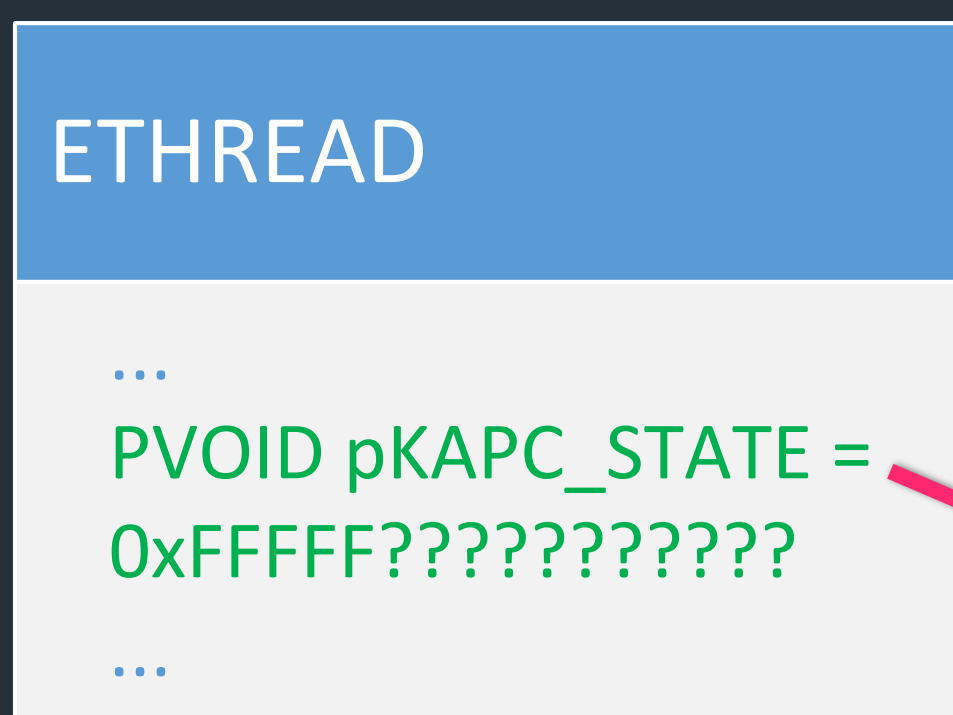 ETHREAD
...
PVOID pKAPC_STATE =
0xFFFFF???????????
...